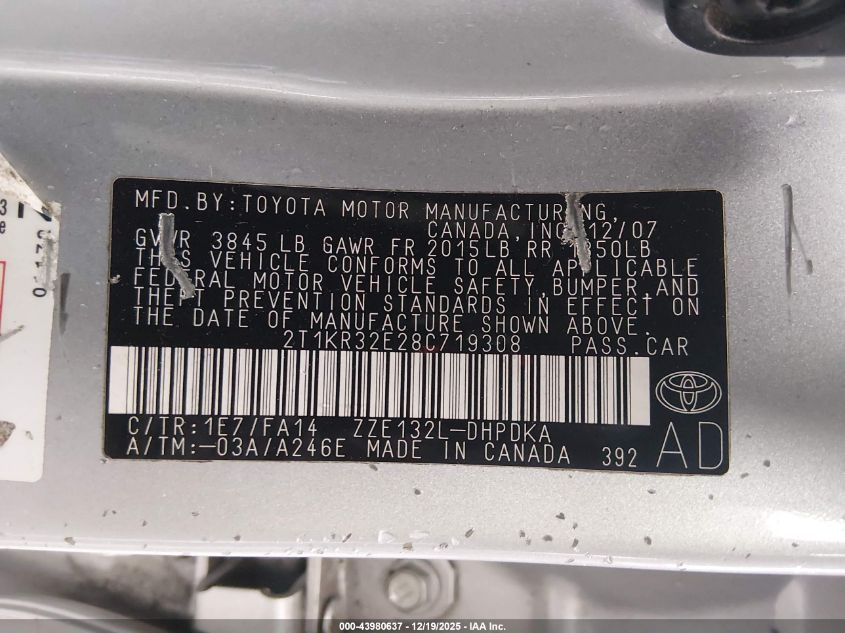 MFD.BY:TOYOTA MOTOR MANUFACTURING,
CANADA,INC. 12/07
GVWR 3845 LB GAWR FR 2015LB RR 1850LB
THIS VEHICLE CONFORMS TO ALL APPLICABLE
FEDERAL MOTOR VEHICLE SAFETY,BUMPER,AND
THEFT PREVENTION STANDARDS IN EFFECT ON
THE DATE OF MANUFACTURE SHOWN ABOVE.
2T1KR32E28C719308 PASS.CAR
C/TR:1E7/FA14 ZZE132L-DHPDKA
A/TM:-03A/A246E MADE IN CANADA 392
AD
000-43980637 - 12/19/2025 - IAA Inc.